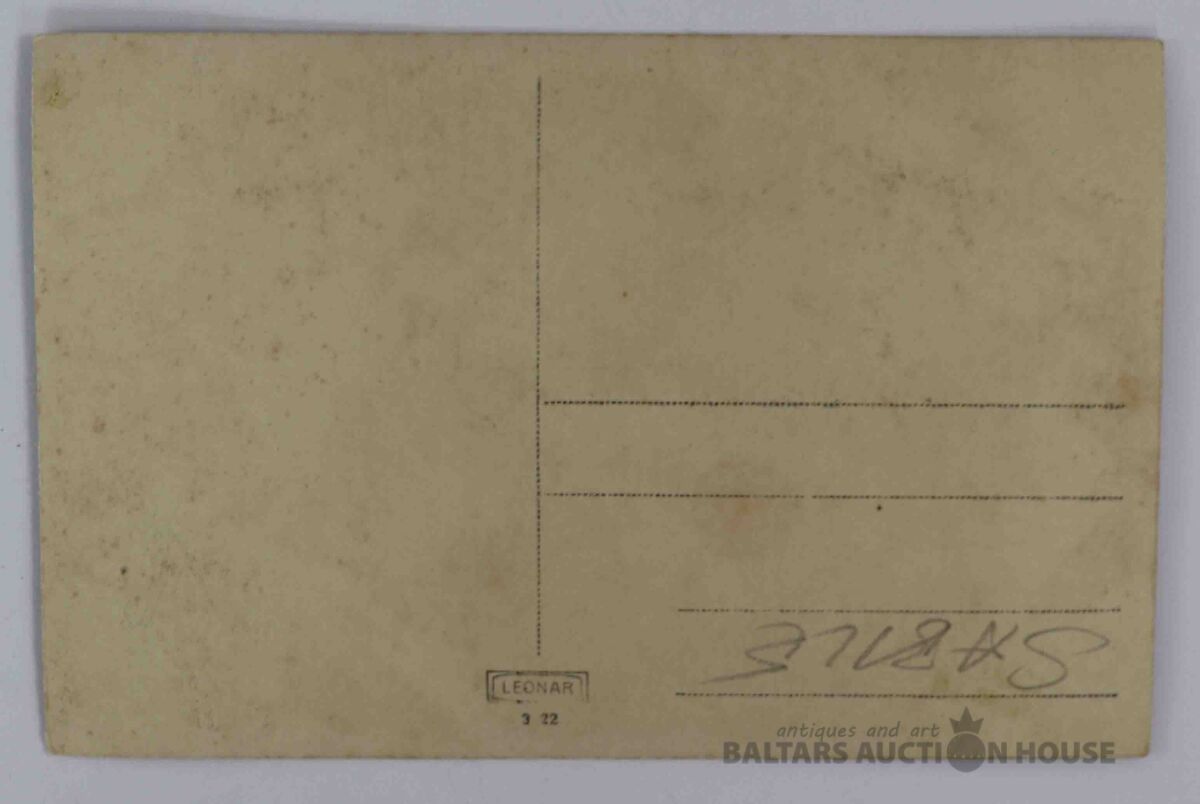 SABILE
LEONAR
3 22
antiques and art
BALTARS AUCTION HOUSE